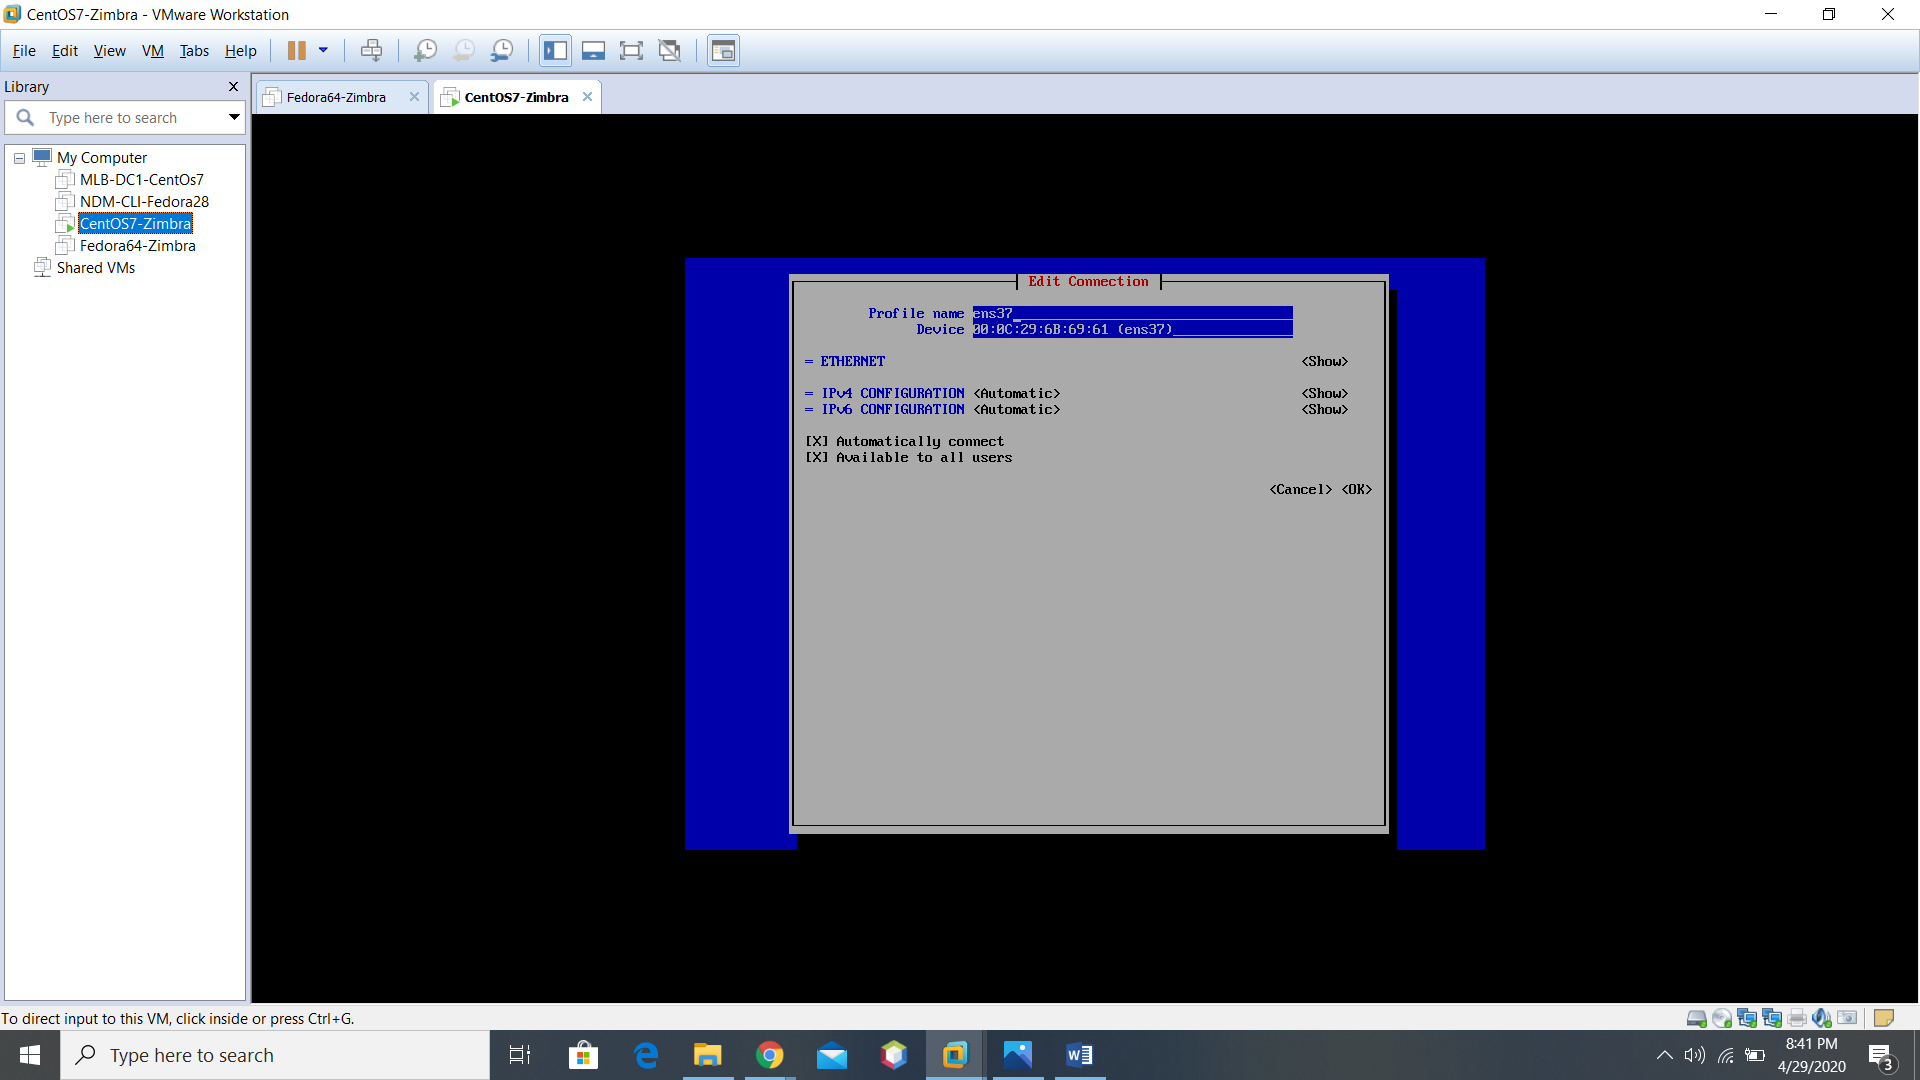 CentOS7-Zimbra - VMware Workstation
File Edit View VM Tabs Help
Library X
Type here to search
My Computer
MLB-DC1-CentOs7
NDM-CLI-Fedora28
CentOS7-Zimbra
Fedora64-Zimbra
Shared VMs
Fedora64-Zimbra CentOS7-Zimbra
Edit Connection
Profile name ens37
Device 00:0C:29:6B:69:61 (ens37)
= ETHERNET <Show>
= IPv4 CONFIGURATION <Automatic> <Show>
= IPv6 CONFIGURATION <Automatic> <Show>
[X] Automatically connect
[X] Available to all users
<Cancel> <OK>
To direct input to this VM, click inside or press Ctrl+G.
Type here to search
8:41 PM
4/29/2020
3